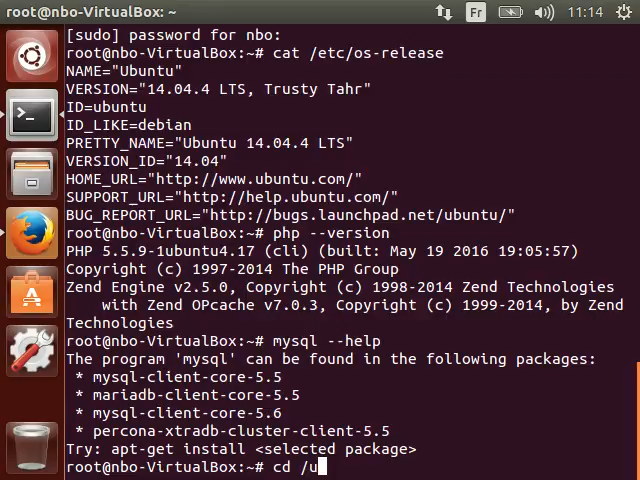 root@nbo-VirtualBox: ~
Fr
11:14
[sudo] password for nbo:
root@nbo-VirtualBox:~# cat /etc/os-release
NAME="Ubuntu"
VERSION="14.04.4 LTS, Trusty Tahr"
ID=ubuntu
ID_LIKE=debian
PRETTY_NAME="Ubuntu 14.04.4 LTS"
VERSION_ID="14.04"
HOME_URL="http://www.ubuntu.com/"
SUPPORT_URL="http://help.ubuntu.com/"
BUG_REPORT_URL="http://bugs.launchpad.net/ubuntu/"
root@nbo-VirtualBox:~# php --version
PHP 5.5.9-1ubuntu4.17 (cli) (built: May 19 2016 19:05:57)
Copyright (c) 1997-2014 The PHP Group
Zend Engine v2.5.0, Copyright (c) 1998-2014 Zend Technologies
    with Zend OPcache v7.0.3, Copyright (c) 1999-2014, by Zend
Technologies
root@nbo-VirtualBox:~# mysql --help
The program 'mysql' can be found in the following packages:
 * mysql-client-core-5.5
 * mariadb-client-core-5.5
 * mysql-client-core-5.6
 * percona-xtradb-cluster-client-5.5
Try: apt-get install <selected package>
root@nbo-VirtualBox:~# cd /u